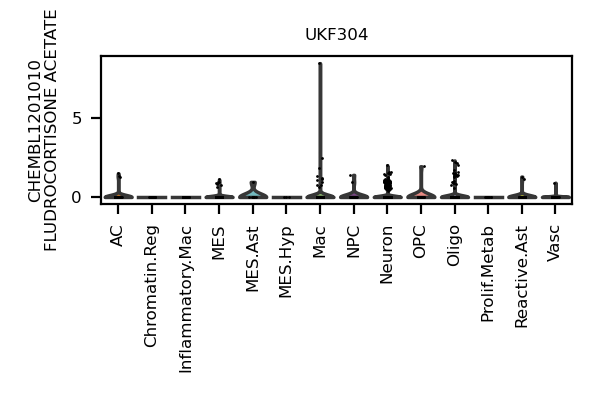 UKF304
CHEMBL1201010
FLUDROCORTISONE ACETATE
5
0
AC
Chromatin.Reg
Inflammatory.Mac
MES
MES.Ast
MES.Hyp
Mac
NPC
Neuron
OPC
Oligo
Prolif.Metab
Reactive.Ast
Vasc